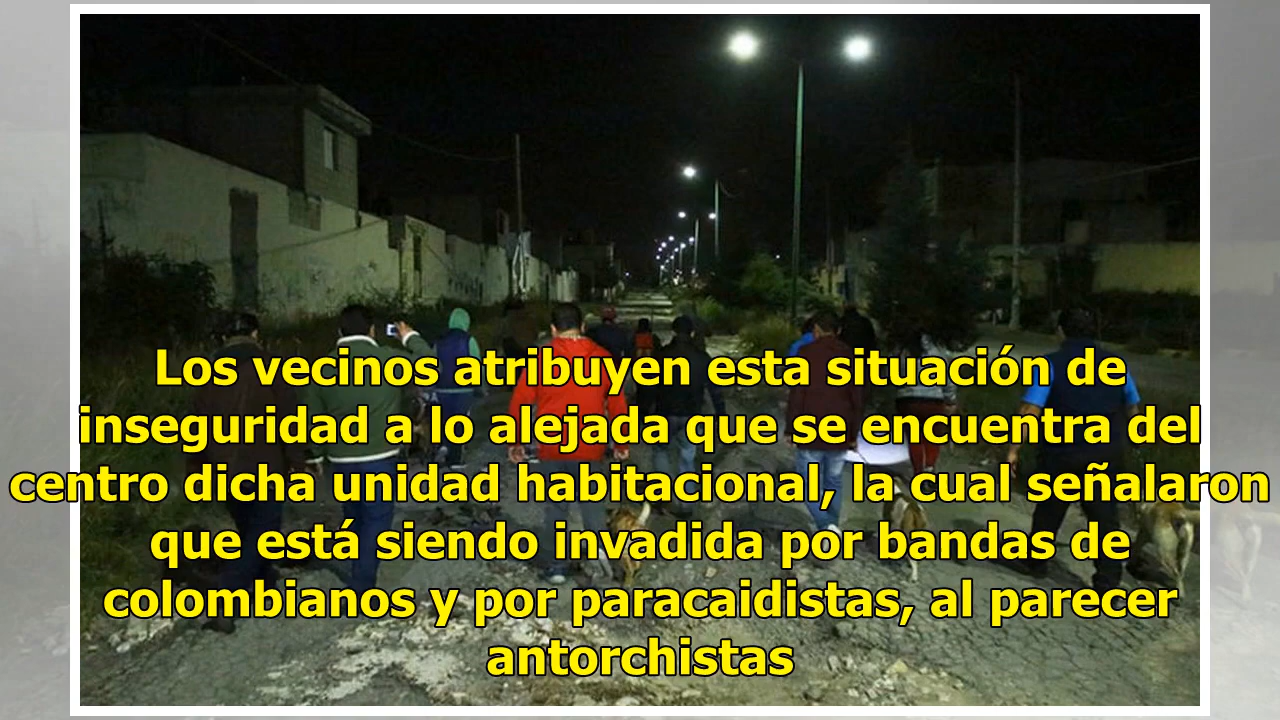 Los vecinos atribuyen esta situación de
inseguridad a lo alejada que se encuentra del
centro dicha unidad habitacional, la cual señalaron
que está siendo invadida por bandas de
colombianos y por paracaidistas, al parecer
antorchistas